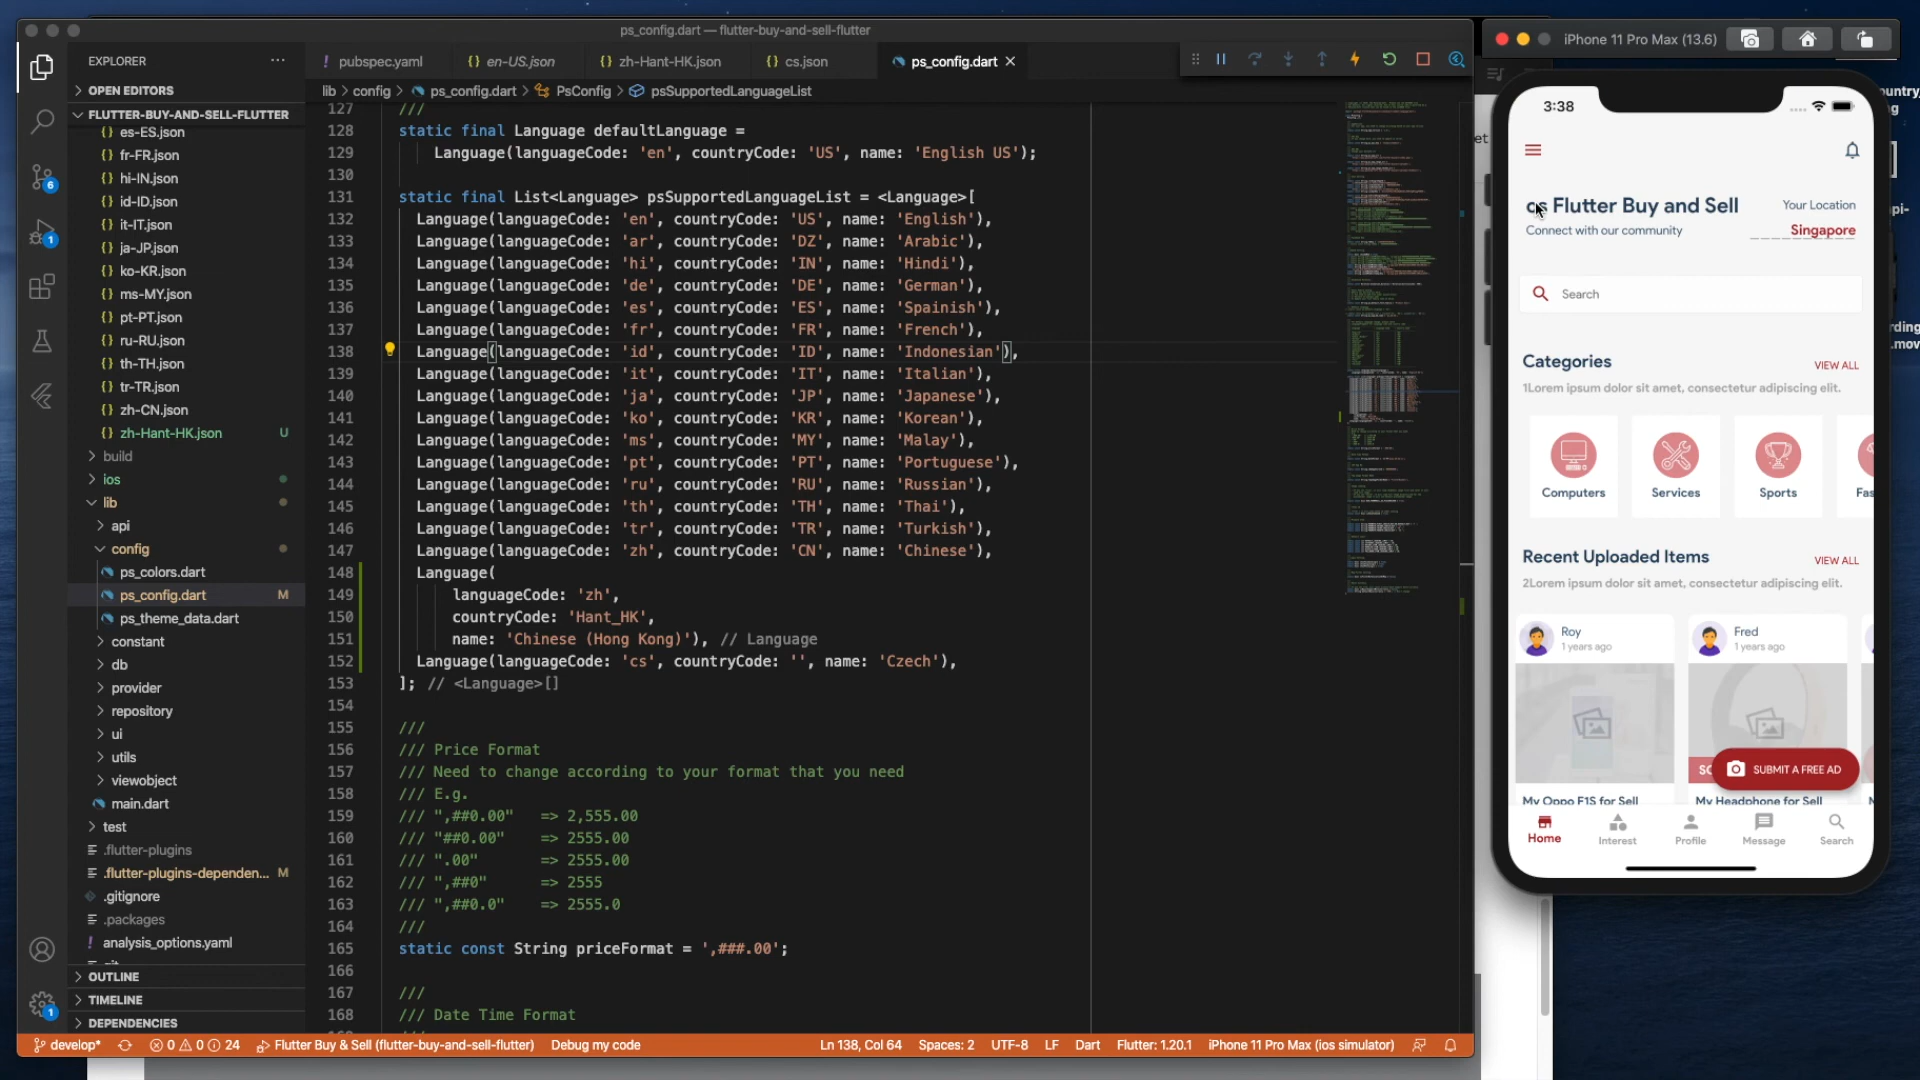 ps_config.dart — flutter-buy-and-sell-flutter
EXPLORER
pubspec.yaml
en-US.json
zh-Hant-HK.json
cs.json
ps_config.dart
OPEN EDITORS
FLUTTER-BUY-AND-SELL-FLUTTER
lib > config > ps_config.dart > PsConfig > psSupportedLanguageList
es-ES.json
fr-FR.json
hi-IN.json
id-ID.json
it-IT.json
ja-JP.json
ko-KR.json
ms-MY.json
pt-PT.json
ru-RU.json
th-TH.json
tr-TR.json
zh-CN.json
zh-Hant-HK.json U
build
ios
lib
api
config
ps_colors.dart
ps_config.dart M
ps_theme_data.dart
constant
db
provider
repository
ui
utils
viewobject
main.dart
test
.flutter-plugins
.flutter-plugins-dependen... M
.gitignore
.packages
analysis_options.yaml
OUTLINE
TIMELINE
DEPENDENCIES
6
1
1
127 ///
128 static final Language defaultLanguage =
129 Language(languageCode: 'en', countryCode: 'US', name: 'English US');
130
131 static final List<Language> psSupportedLanguageList = <Language>[
132 Language(languageCode: 'en', countryCode: 'US', name: 'English'),
133 Language(languageCode: 'ar', countryCode: 'DZ', name: 'Arabic'),
134 Language(languageCode: 'hi', countryCode: 'IN', name: 'Hindi'),
135 Language(languageCode: 'de', countryCode: 'DE', name: 'German'),
136 Language(languageCode: 'es', countryCode: 'ES', name: 'Spainish'),
137 Language(languageCode: 'fr', countryCode: 'FR', name: 'French'),
138 Language(languageCode: 'id', countryCode: 'ID', name: 'Indonesian'),
139 Language(languageCode: 'it', countryCode: 'IT', name: 'Italian'),
140 Language(languageCode: 'ja', countryCode: 'JP', name: 'Japanese'),
141 Language(languageCode: 'ko', countryCode: 'KR', name: 'Korean'),
142 Language(languageCode: 'ms', countryCode: 'MY', name: 'Malay'),
143 Language(languageCode: 'pt', countryCode: 'PT', name: 'Portuguese'),
144 Language(languageCode: 'ru', countryCode: 'RU', name: 'Russian'),
145 Language(languageCode: 'th', countryCode: 'TH', name: 'Thai'),
146 Language(languageCode: 'tr', countryCode: 'TR', name: 'Turkish'),
147 Language(languageCode: 'zh', countryCode: 'CN', name: 'Chinese'),
148 Language(
149 languageCode: 'zh',
150 countryCode: 'Hant_HK',
151 name: 'Chinese (Hong Kong)'), // Language
152 Language(languageCode: 'cs', countryCode: '', name: 'Czech'),
153 ]; // <Language>[]
154
155 ///
156 /// Price Format
157 /// Need to change according to your format that you need
158 /// E.g.
159 /// ",##0.00" => 2,555.00
160 /// "##0.00" => 2555.00
161 /// ".00" => 2555.00
162 /// ",##0" => 2555
163 /// ",##0.0" => 2555.0
164 ///
165 static const String priceFormat = ',###.00';
166
167 ///
168 /// Date Time Format
develop*
0 0 24
Flutter Buy & Sell (flutter-buy-and-sell-flutter)
Debug my code
Ln 138, Col 64
Spaces: 2
UTF-8
LF
Dart
Flutter: 1.20.1
iPhone 11 Pro Max (ios simulator)
iPhone 11 Pro Max (13.6)
3:38
cs Flutter Buy and Sell
Your Location
Connect with our community
Singapore
Search
Categories
VIEW ALL
1Lorem ipsum dolor sit amet, consectetur adipiscing elit.
Computers
Services
Sports
Fas
Recent Uploaded Items
VIEW ALL
2Lorem ipsum dolor sit amet, consectetur adipiscing elit.
Roy
1 years ago
Fred
1 years ago
SUBMIT A FREE AD
My Oppo F1S for Sell
My Headphone for Sell
Home
Interest
Profile
Message
Search